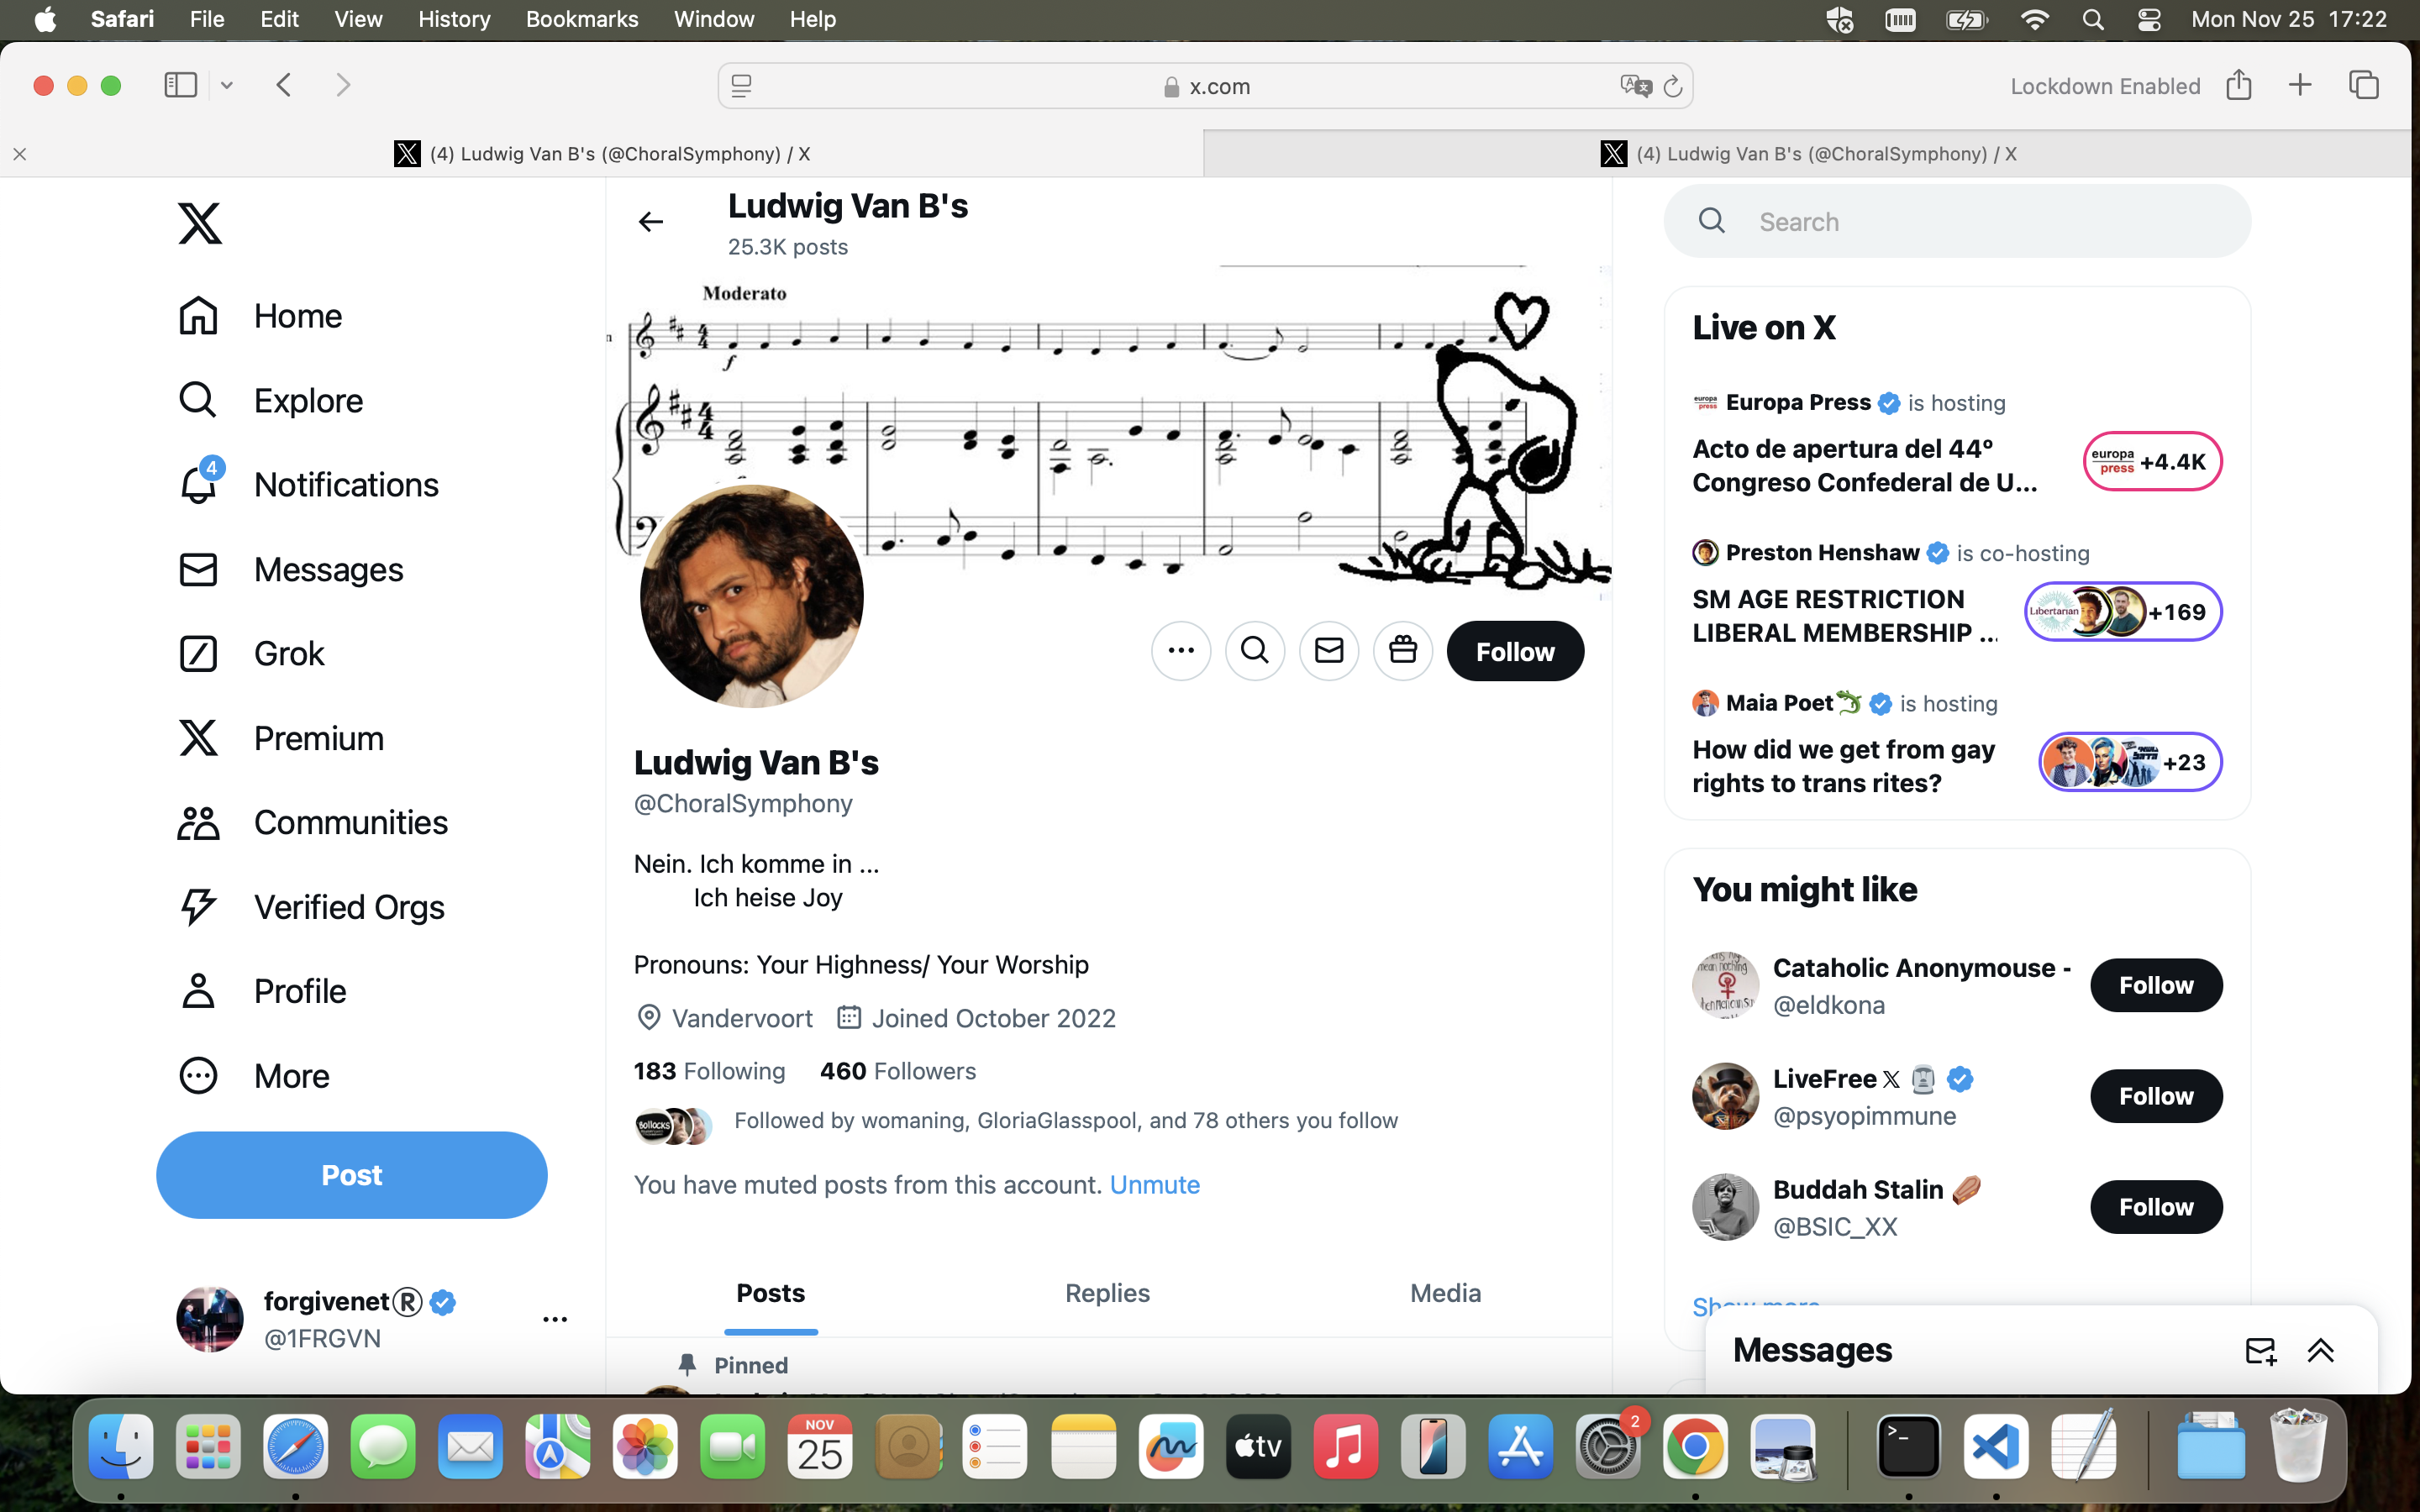 Safari File Edit View History Bookmarks Window Help Mon Nov 25 17:22
x.com
Lockdown Enabled
(4) Ludwig Van B's (@ChoralSymphony) / X
(4) Ludwig Van B's (@ChoralSymphony) / X
Home
Explore
4
Notifications
Messages
Grok
Premium
Communities
Verified Orgs
Profile
More
Post
forgivenet®
@1FRGVN
Ludwig Van B's
25.3K posts
Moderato
f
Follow
Ludwig Van B's
@ChoralSymphony
Nein. Ich komme in ...
Ich heise Joy
Pronouns: Your Highness/ Your Worship
Vandervoort Joined October 2022
183 Following 460 Followers
Bollocks
Followed by womaning, GloriaGlasspool, and 78 others you follow
You have muted posts from this account. Unmute
Posts Replies Media
Pinned
Search
Live on X
europa press Europa Press is hosting
Acto de apertura del 44º
Congreso Confederal de U...
europa press +4.4K
Preston Henshaw is co-hosting
SM AGE RESTRICTION
LIBERAL MEMBERSHIP ...
Libertarian +169
Maia Poet🦎 is hosting
How did we get from gay
rights to trans rites?
+23
You might like
Cataholic Anonymouse -
@eldkona
Follow
LiveFree𝕏 🗿
@psyopimmune
Follow
Buddah Stalin ⚰️
@BSIC_XX
Follow
Show more
Messages
NOV
25
tv
2